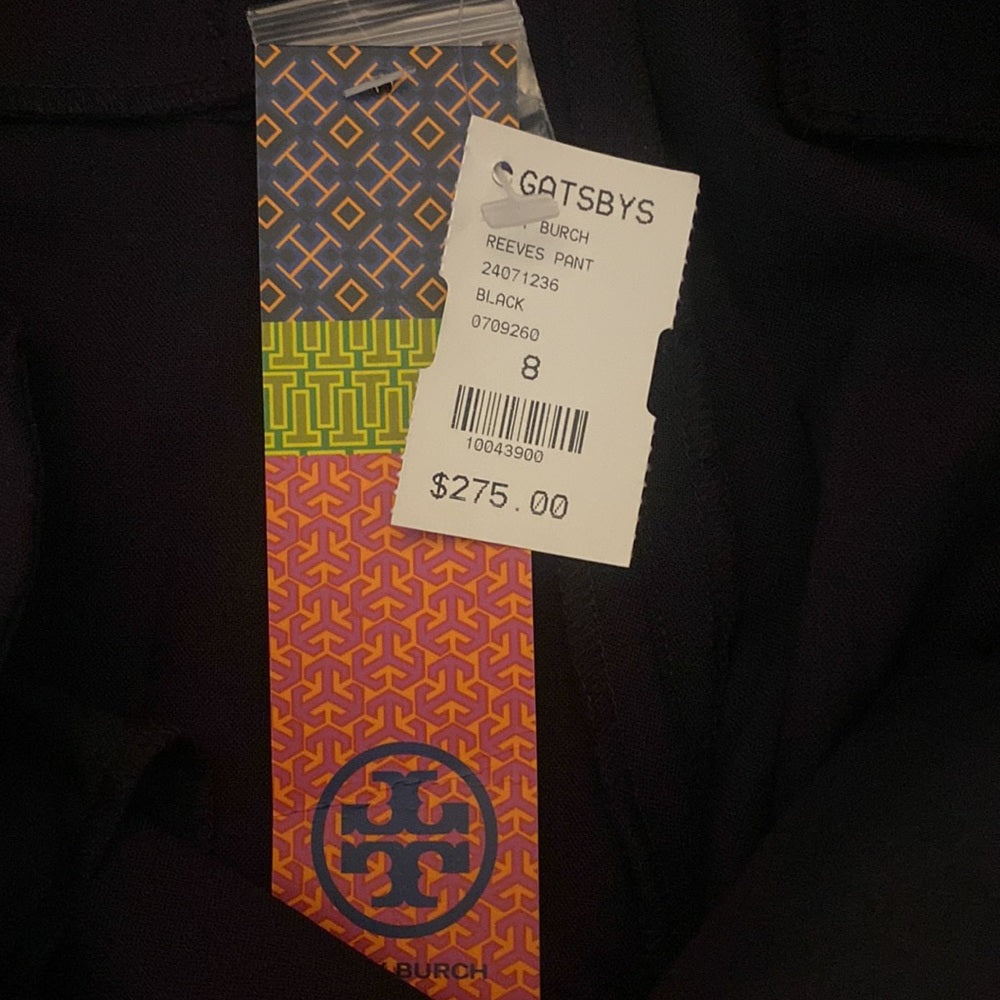 GATSBYS
BURCH
REEVES PANT
24071236
BLACK
0709260
8
10043900
$275.00
BURCH